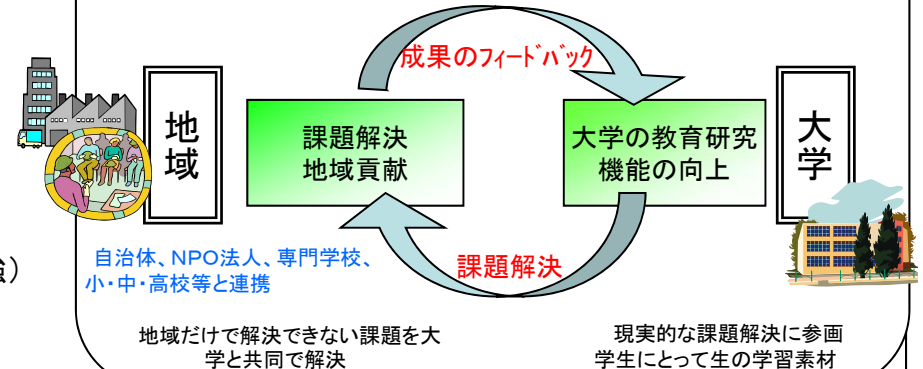 成果のフィードバック
地域
課題解決
地域貢献
大学の教育研究
機能の向上
大学
自治体、NPO法人、専門学校、
小・中・高校等と連携
課題解決
強）
地域だけで解決できない課題を大
学と共同で解決
現実的な課題解決に参画
学生にとって生の学習素材